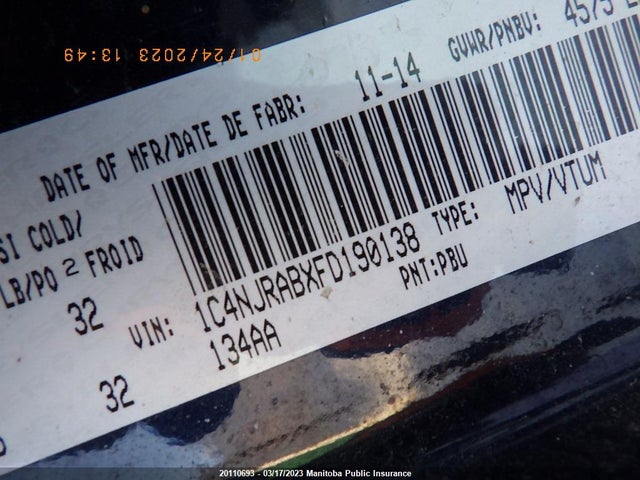 01/24/2023 13:49
DATE OF MFR/DATE DE FABR: 11-14 GVWR/PNBV: 4575
SI COLD/
LB/PO 2 FROID
32
32
VIN: 1C4NJRABXFD190138 TYPE: MPV/VTUM
134AA PNT:PBU
20110693 - 03/17/2023 - Manitoba Public Insurance